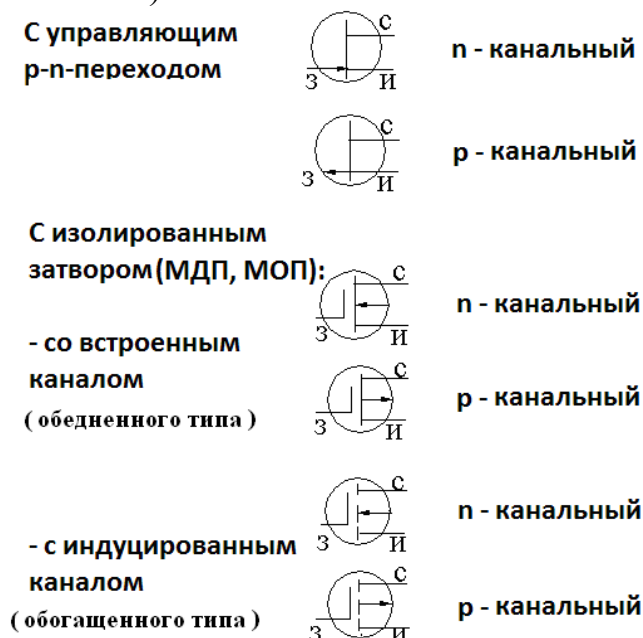 )
С управляющим
р-n-переходом
С
З И
n - канальный
С
З И
р - канальный
С изолированным
затвором(МДП, МОП):
- со встроенным
каналом
( обедненного типа )
С
З И
n - канальный
С
З И
р - канальный
- с индуцированным
каналом
( обогащенного типа )
С
З И
n - канальный
С
З И
р - канальный